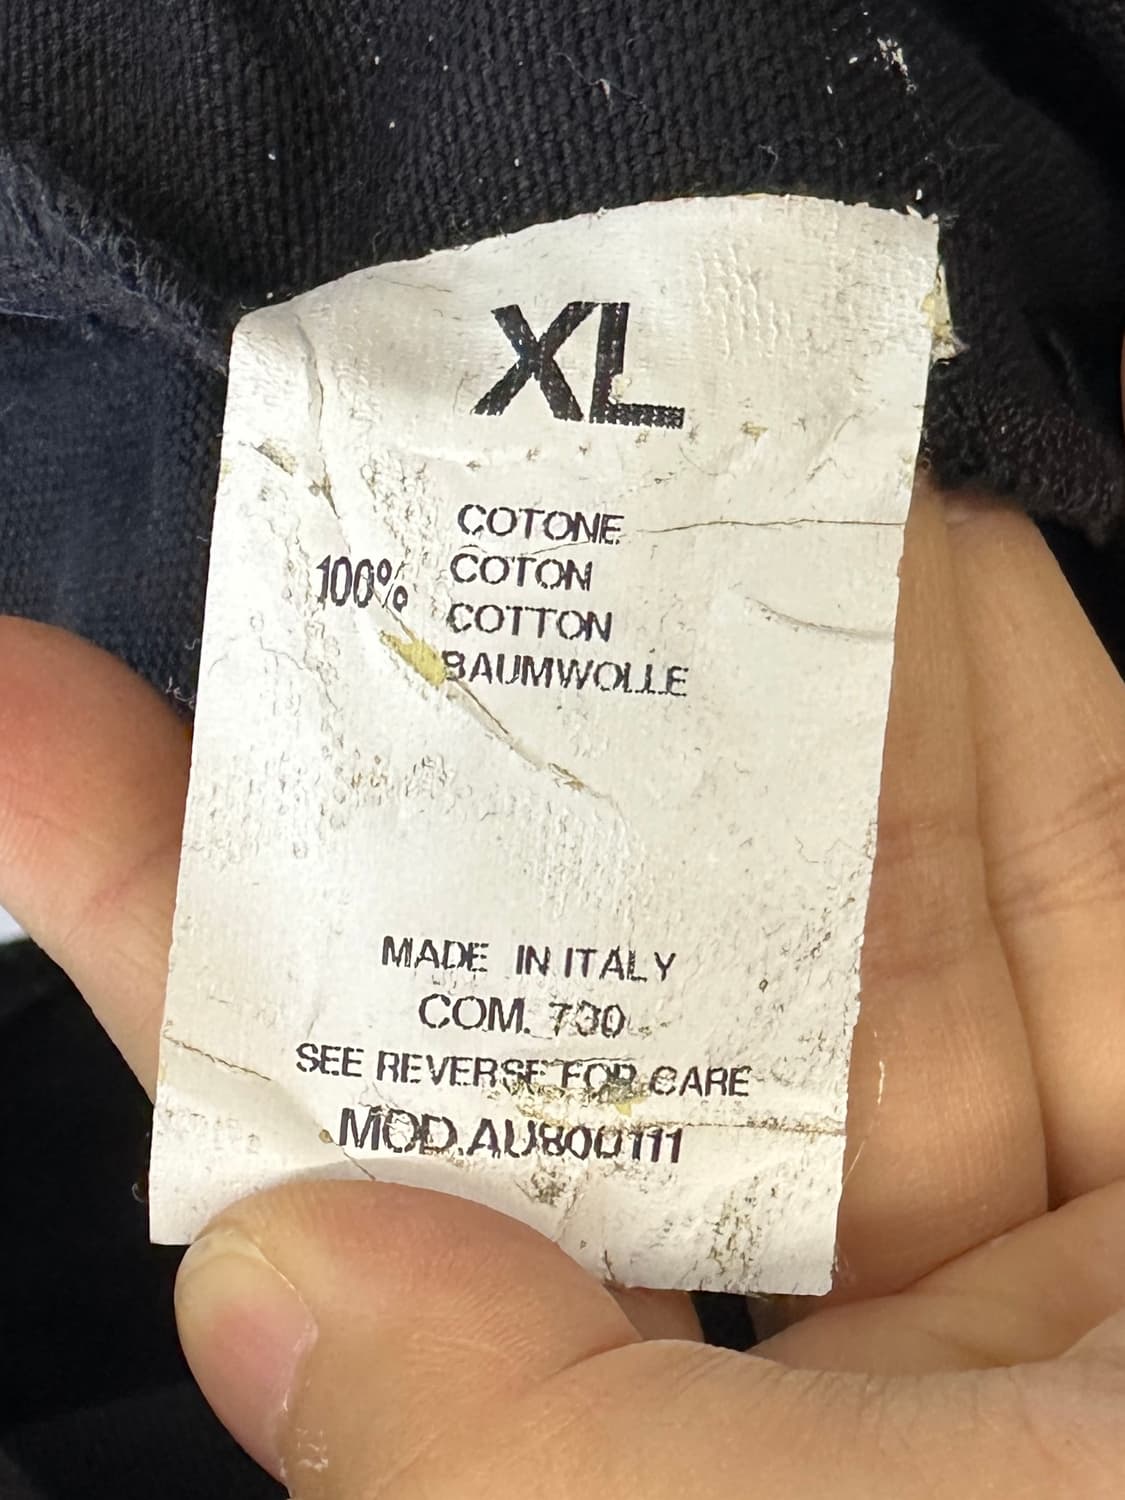 XL
COTONE
100% COTON
COTTON
BAUMWOLLE
MADE IN ITALY
COM. 730
SEE REVERSE FOR CARE
MOD.AU800111